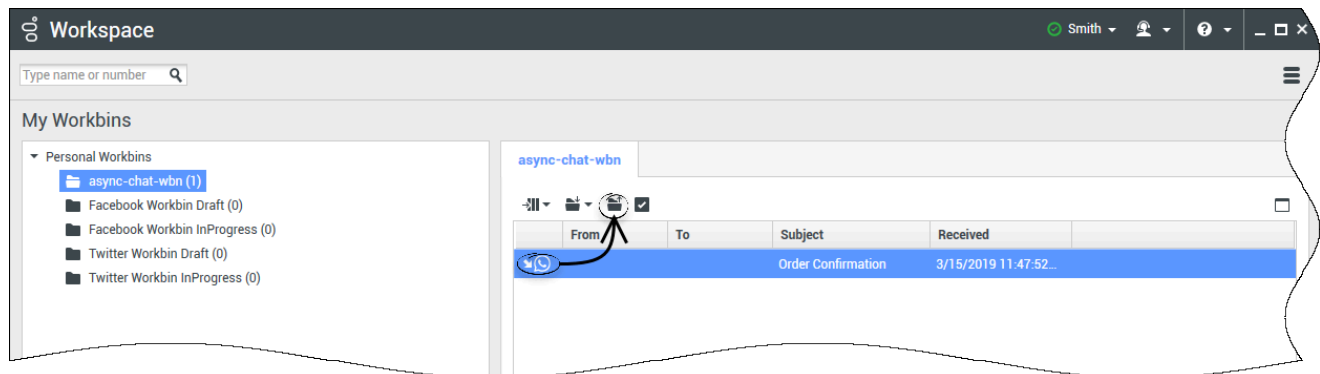 Workspace
Smith
Type name or number
My Workbins
Personal Workbins
async-chat-wbn (1)
Facebook Workbin Draft (0)
Facebook Workbin InProgress (0)
Twitter Workbin Draft (0)
Twitter Workbin InProgress (0)
async-chat-wbn
From To Subject Received
Order Confirmation 3/15/2019 11:47:52...